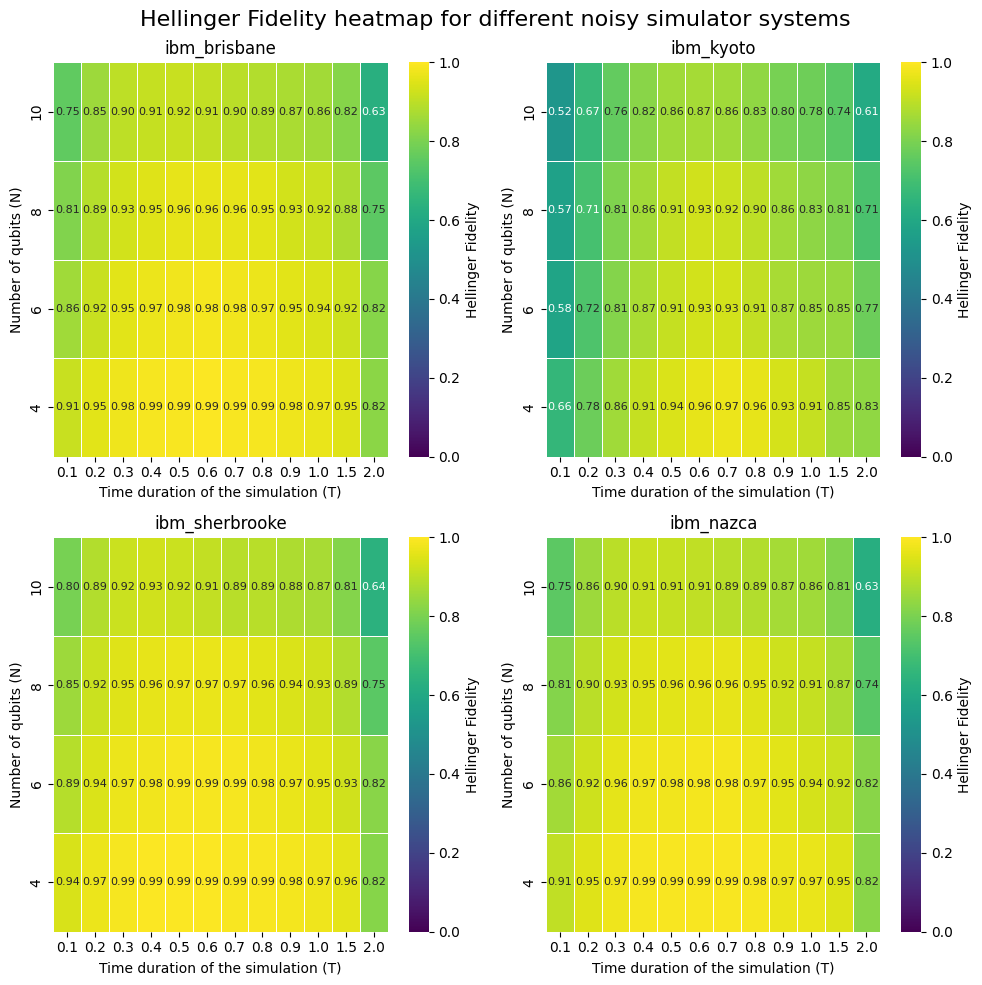 Hellinger Fidelity heatmap for different noisy simulator systems
ibm_brisbane
Number of qubits (N)
10 0.75 0.85 0.90 0.91 0.92 0.91 0.90 0.89 0.87 0.86 0.82 0.63
8 0.81 0.89 0.93 0.95 0.96 0.96 0.96 0.95 0.93 0.92 0.88 0.75
6 0.86 0.92 0.95 0.97 0.98 0.98 0.98 0.97 0.95 0.94 0.92 0.82
4 0.91 0.95 0.98 0.99 0.99 0.99 0.99 0.99 0.98 0.97 0.95 0.82
0.1 0.2 0.3 0.4 0.5 0.6 0.7 0.8 0.9 1.0 1.5 2.0
Time duration of the simulation (T)
1.0
0.8
0.6
0.4
0.2
0.0
Hellinger Fidelity
ibm_kyoto
Number of qubits (N)
10 0.52 0.67 0.76 0.82 0.86 0.87 0.86 0.83 0.80 0.78 0.74 0.61
8 0.57 0.71 0.81 0.86 0.91 0.93 0.92 0.90 0.86 0.83 0.81 0.71
6 0.58 0.72 0.81 0.87 0.91 0.93 0.93 0.91 0.87 0.85 0.85 0.77
4 0.66 0.78 0.86 0.91 0.94 0.96 0.97 0.96 0.93 0.91 0.85 0.83
0.1 0.2 0.3 0.4 0.5 0.6 0.7 0.8 0.9 1.0 1.5 2.0
Time duration of the simulation (T)
1.0
0.8
0.6
0.4
0.2
0.0
Hellinger Fidelity
ibm_sherbrooke
Number of qubits (N)
10 0.80 0.89 0.92 0.93 0.92 0.91 0.89 0.89 0.88 0.87 0.81 0.64
8 0.85 0.92 0.95 0.96 0.97 0.97 0.97 0.96 0.94 0.93 0.89 0.75
6 0.89 0.94 0.97 0.98 0.99 0.99 0.99 0.98 0.97 0.95 0.93 0.82
4 0.94 0.97 0.99 0.99 0.99 0.99 0.99 0.99 0.98 0.97 0.96 0.82
0.1 0.2 0.3 0.4 0.5 0.6 0.7 0.8 0.9 1.0 1.5 2.0
Time duration of the simulation (T)
1.0
0.8
0.6
0.4
0.2
0.0
Hellinger Fidelity
ibm_nazca
Number of qubits (N)
10 0.75 0.86 0.90 0.91 0.91 0.91 0.89 0.89 0.87 0.86 0.81 0.63
8 0.81 0.90 0.93 0.95 0.96 0.96 0.96 0.95 0.92 0.91 0.87 0.74
6 0.86 0.92 0.96 0.97 0.98 0.98 0.98 0.97 0.95 0.94 0.92 0.82
4 0.91 0.95 0.97 0.99 0.99 0.99 0.99 0.98 0.97 0.97 0.95 0.82
0.1 0.2 0.3 0.4 0.5 0.6 0.7 0.8 0.9 1.0 1.5 2.0
Time duration of the simulation (T)
1.0
0.8
0.6
0.4
0.2
0.0
Hellinger Fidelity